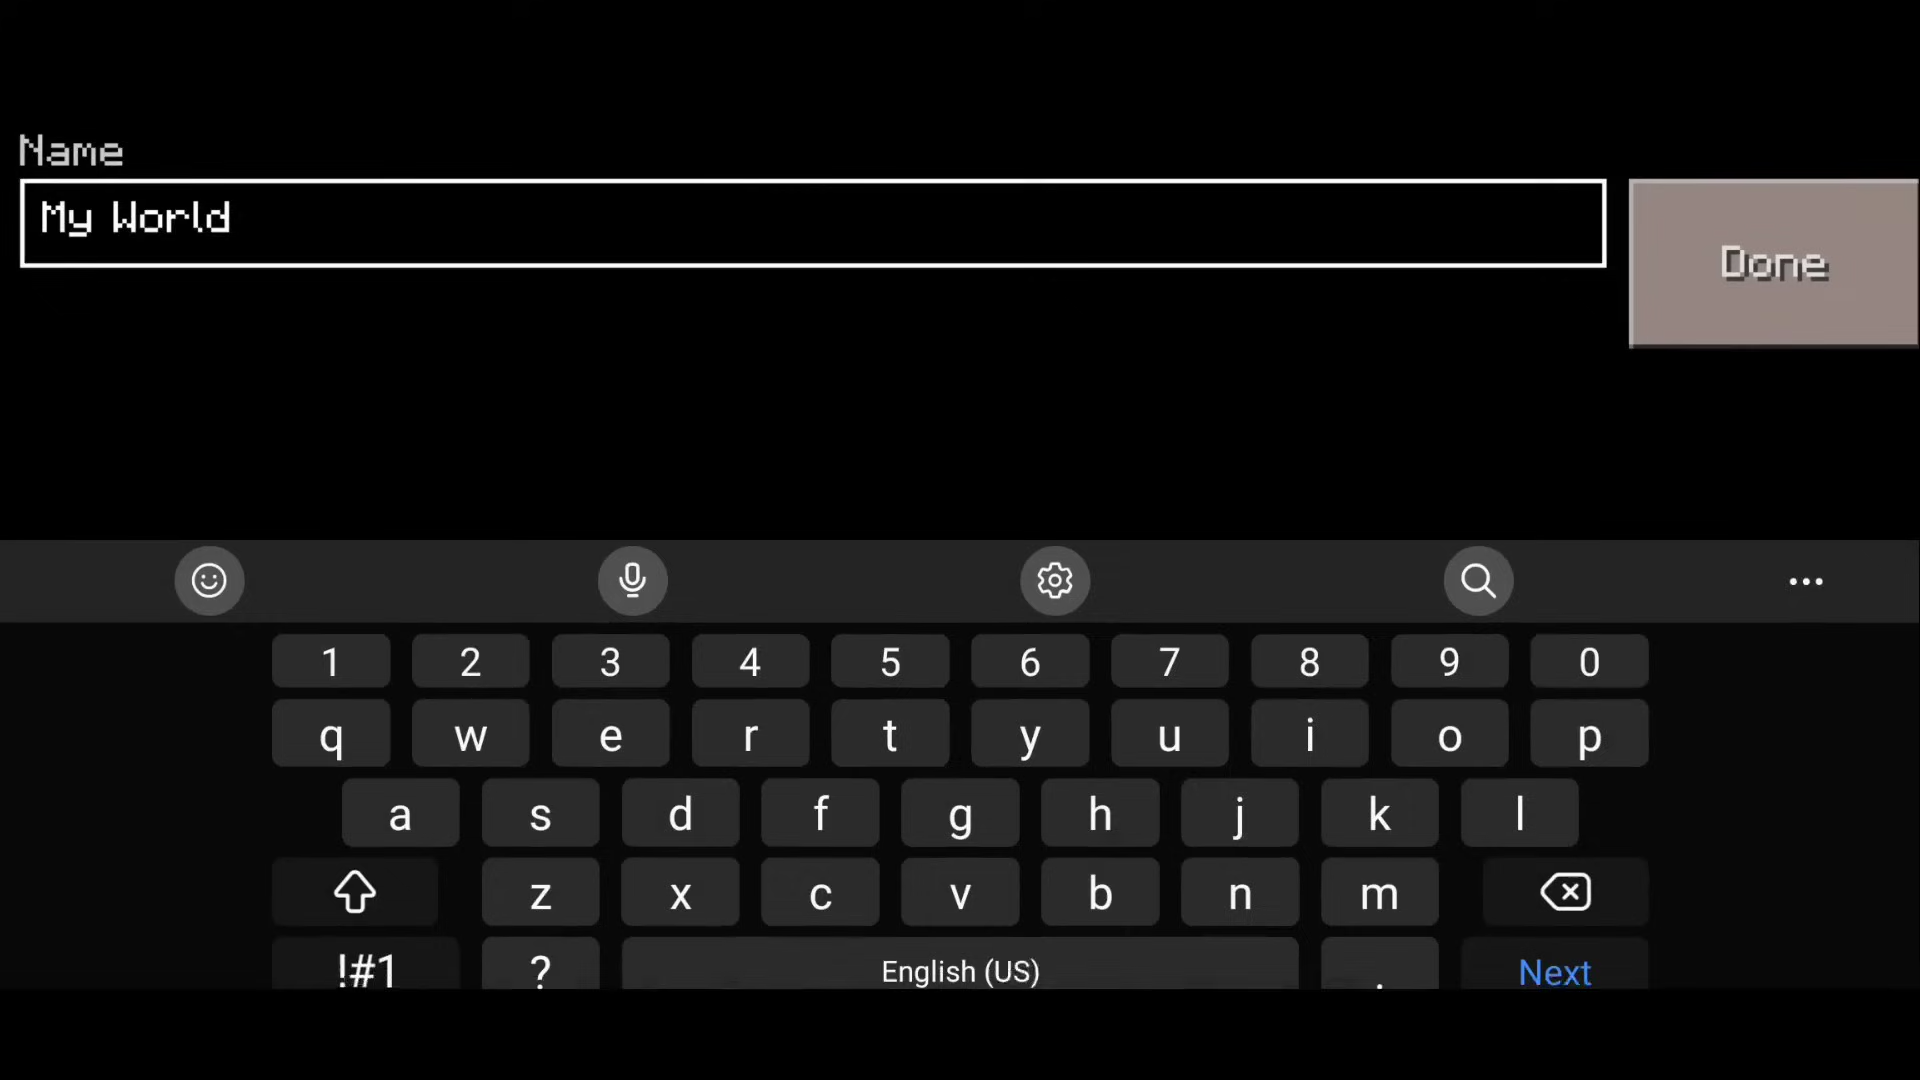 Name
My World
Done
1 2 3 4 5 6 7 8 9 0
q w e r t y u i o p
a s d f g h j k l
z x c v b n m
!#1 ? English (US) . Next